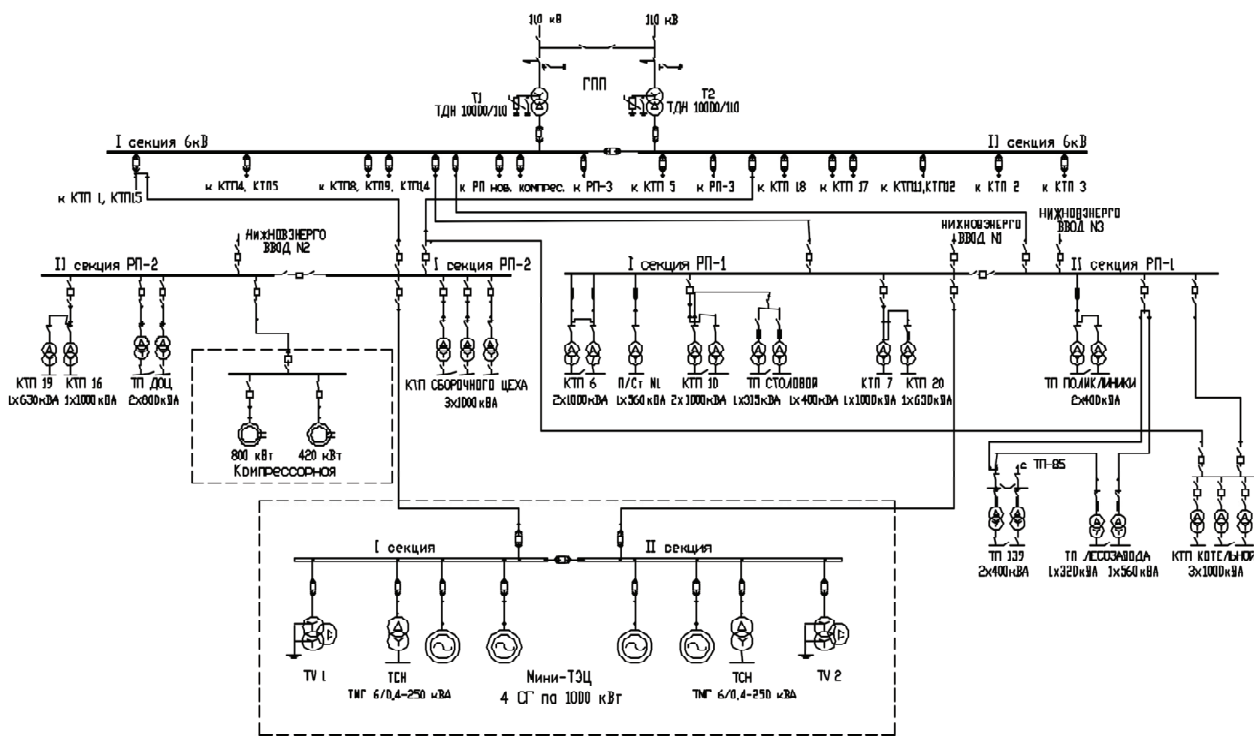 110 кВ
110 кВ
ГПП
Т1
ТДН 10000/110
Т2
ТДН 10000/110
I секция 6кВ
II секция 6кВ
к КТП 1, КТП15
к КТП4, КТП5
к КТП8, КТП9, КТП14
к РП нов. компрес.
к РП-3
к КТП 5
к РП-3
к КТП 18
к КТП 17
к КТП11,КТП12
к КТП 2
к КТП 3
НИЖНОВЭНЕРГО
ВВОД N2
НИЖНОВЭНЕРГО
ВВОД N1
НИЖНОВЭНЕРГО
ВВОД N3
II секция РП-2
I секция РП-2
I секция РП-1
II секция РП-1
КТП 19
1х630кВА
КТП 16
1х1000кВА
ТП ДОЦ
2х800кВА
КТП СБОРОЧНОГО ЦЕХА
3х1000кВА
КТП 6
2х1000кВА
П/Ст N1
1х560кВА
КТП 10
2х1000кВА
ТП СТОЛОВОЙ
1х315кВА
1х400кВА
КТП 7
1х1000кВА
КТП 20
1х630кВА
ТП ПОЛИКЛИНИКИ
2х400кВА
800 кВт
420 кВт
Компрессорная
ТП-85
ТП 139
2х400кВА
ТП ЛЕСОЗАВОДА
1х320кВА
1х560кВА
КТП КОТЕЛЬНОЙ
3х1000кВА
I секция
II секция
TV 1
ТСН
ТМГ 6/0,4-250 кВА
Мини-ТЭЦ
4 СГ по 1000 кВт
ТСН
ТМГ 6/0,4-250 кВА
TV 2